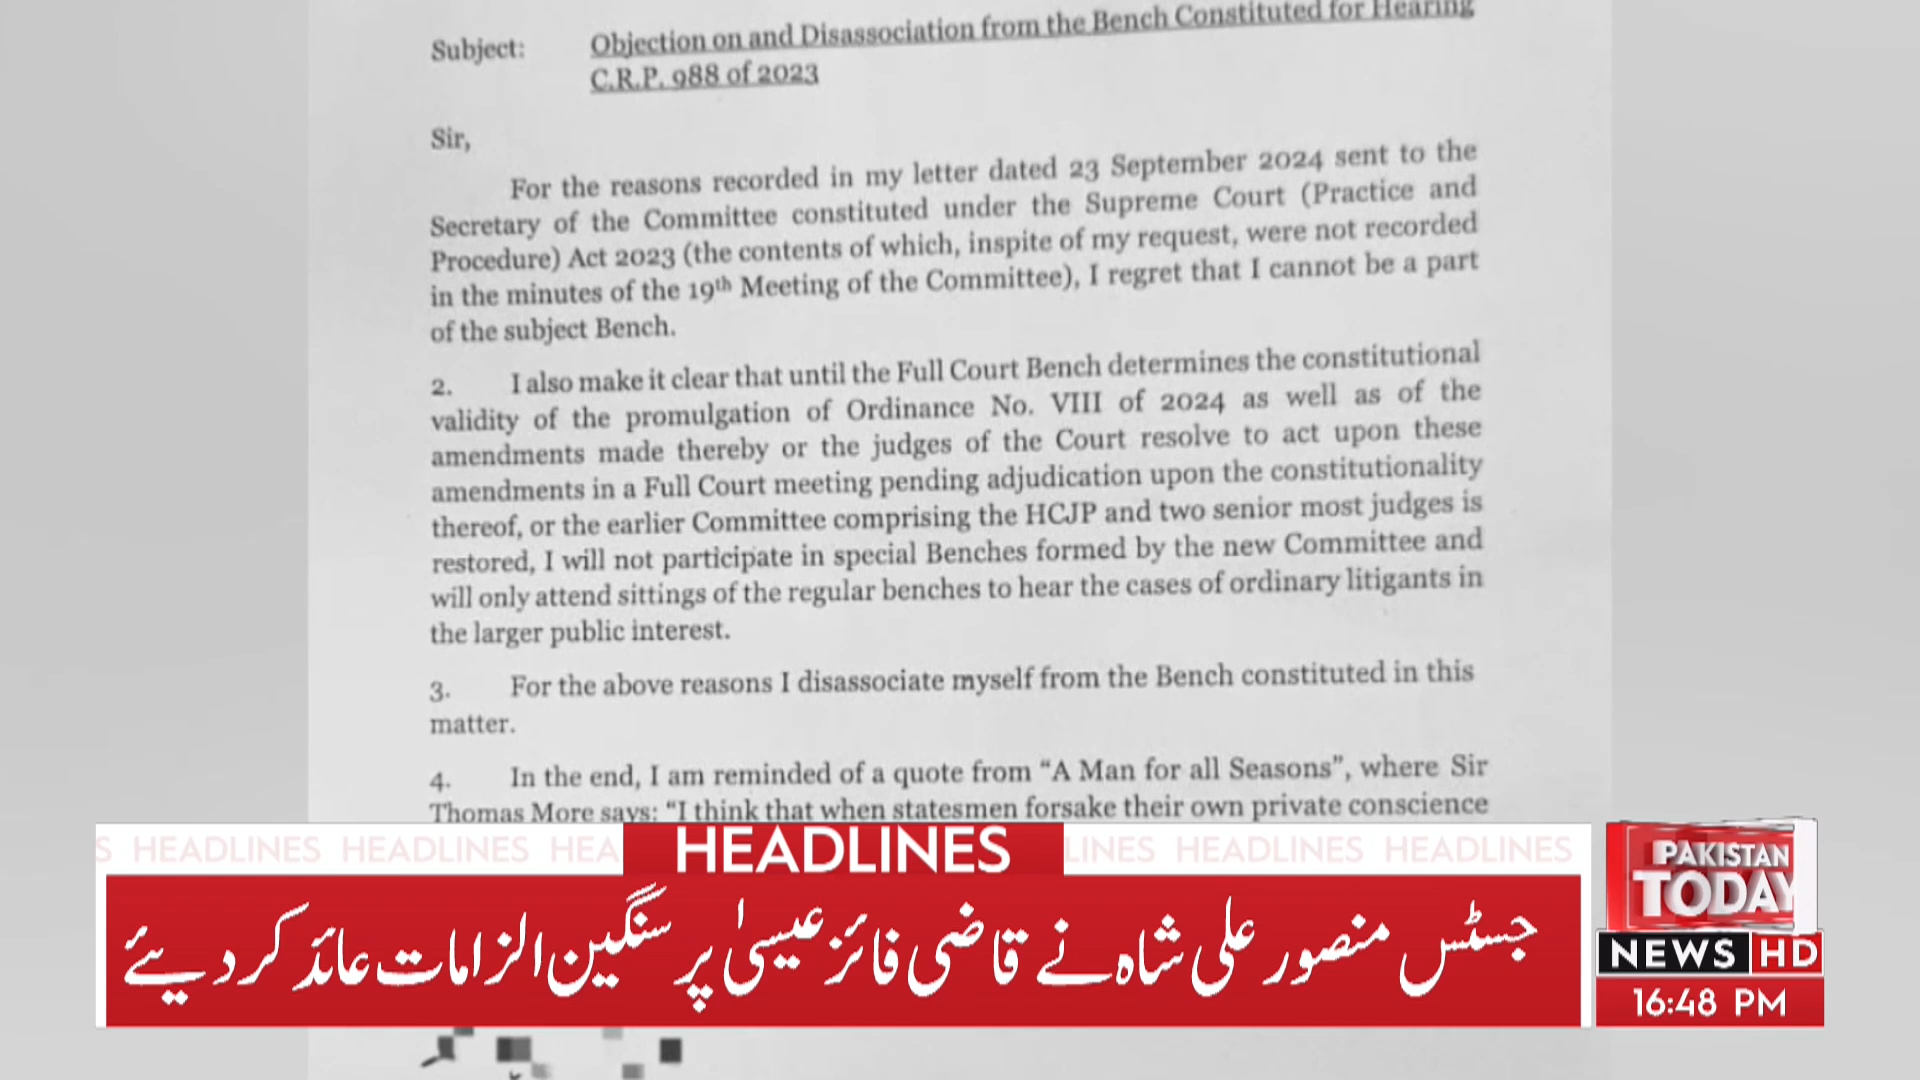 Subject: Objection on and Disassociation from the Bench Constituted for Hearing
C.R.P. 988 of 2023
Sir,
For the reasons recorded in my letter dated 23 September 2024 sent to the
Secretary of the Committee constituted under the Supreme Court (Practice and
Procedure) Act 2023 (the contents of which, inspite of my request, were not recorded
in the minutes of the 19th Meeting of the Committee), I regret that I cannot be a part
of the subject Bench.
2. I also make it clear that until the Full Court Bench determines the constitutional
validity of the promulgation of Ordinance No. VIII of 2024 as well as of the
amendments made thereby or the judges of the Court resolve to act upon these
amendments in a Full Court meeting pending adjudication upon the constitutionality
thereof, or the earlier Committee comprising the HCJP and two senior most judges is
restored, I will not participate in special Benches formed by the new Committee and
will only attend sittings of the regular benches to hear the cases of ordinary litigants in
the larger public interest.
3. For the above reasons I disassociate myself from the Bench constituted in this
matter.
4. In the end, I am reminded of a quote from “A Man for all Seasons”, where Sir
Thomas More says: “I think that when statesmen forsake their own private conscience
S HEADLINES HEADLINES HEA HEADLINES LINES HEADLINES HEADLINES
جسٹس منصور علی شاہ نے قاضی فائز عیسیٰ پر سنگین الزامات عائد کر دیئے
PAKISTAN
TODAY
NEWS HD
16:48 PM